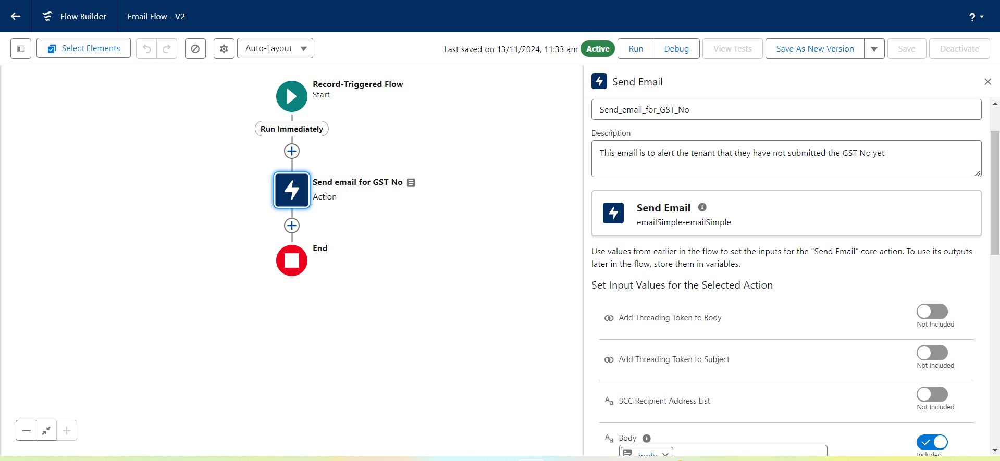 Flow Builder
Email Flow - V2
?
Select Elements
Auto-Layout
Last saved on 13/11/2024, 11:33 am
Active
Run
Debug
View Tests
Save As New Version
Save
Deactivate
Record-Triggered Flow
Start
Run Immediately
Send email for GST No
Action
End
Send Email
Send_email_for_GST_No
Description
This email is to alert the tenant that they have not submitted the GST No yet
Send Email
emailSimple-emailSimple
Use values from earlier in the flow to set the inputs for the "Send Email" core action. To use its outputs
later in the flow, store them in variables.
Set Input Values for the Selected Action
Add Threading Token to Body
Not Included
Add Threading Token to Subject
Not Included
Aa BCC Recipient Address List
Not Included
Aa Body
body
Included